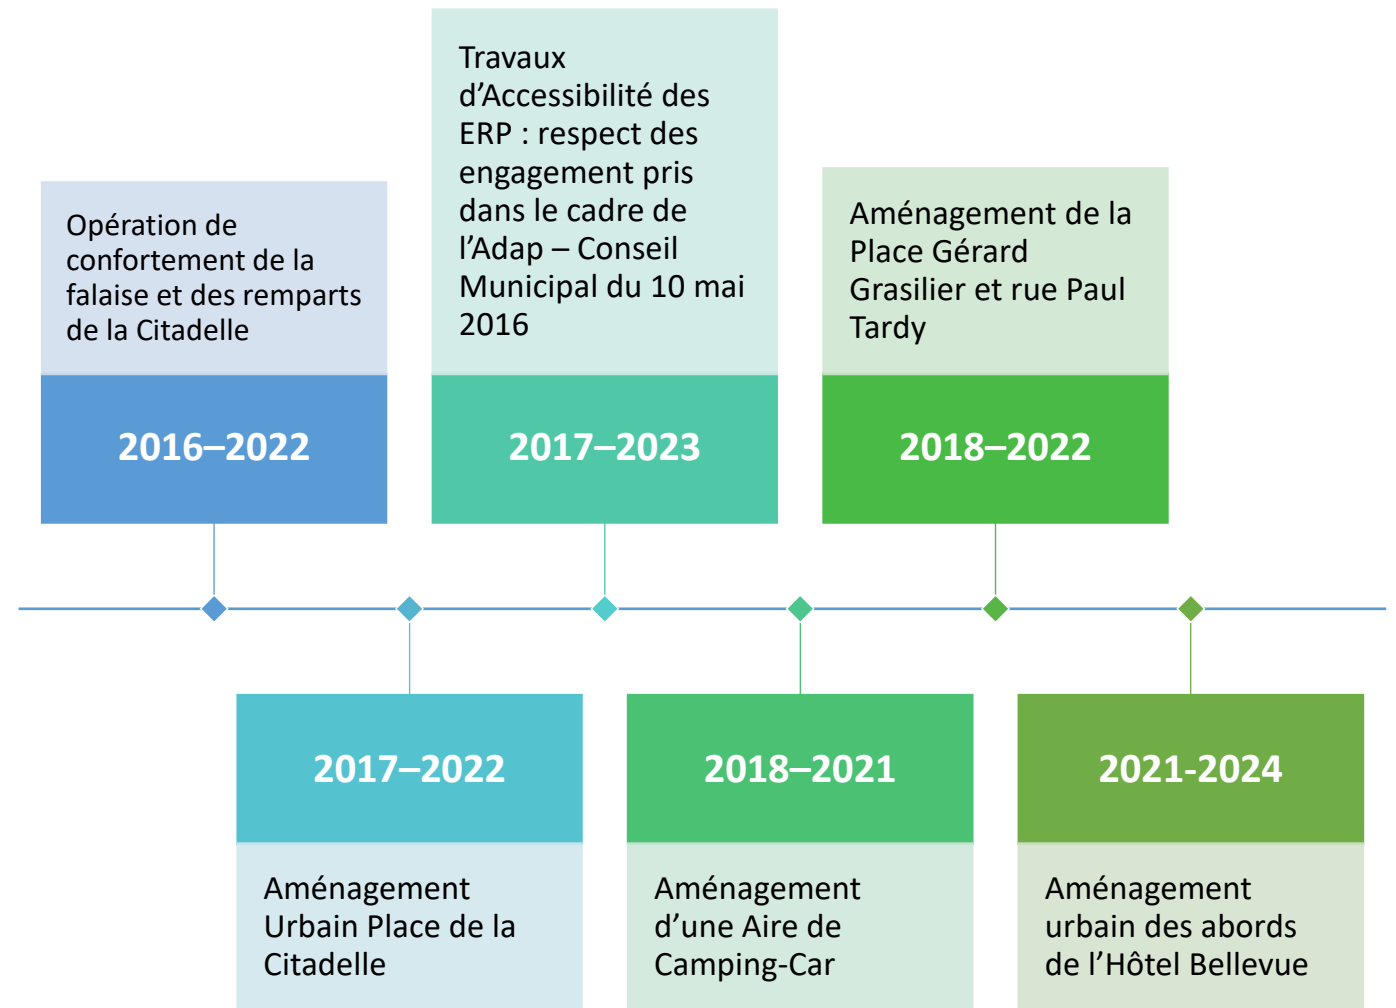 Opération de
confortement de la
falaise et des remparts
de la Citadelle
2016–2022
Aménagement
Urbain Place de la
Citadelle
2017–2022
Travaux
d’Accessibilité des
ERP : respect des
engagement pris
dans le cadre de
l’Adap – Conseil
Municipal du 10 mai
2016
2017–2023
2018–2021
Aménagement
d’une Aire de
Camping-Car
Aménagement de la
Place Gérard
Grasilier et rue Paul
Tardy
2018–2022
2021-2024
Aménagement
urbain des abords
de l’Hôtel Bellevue